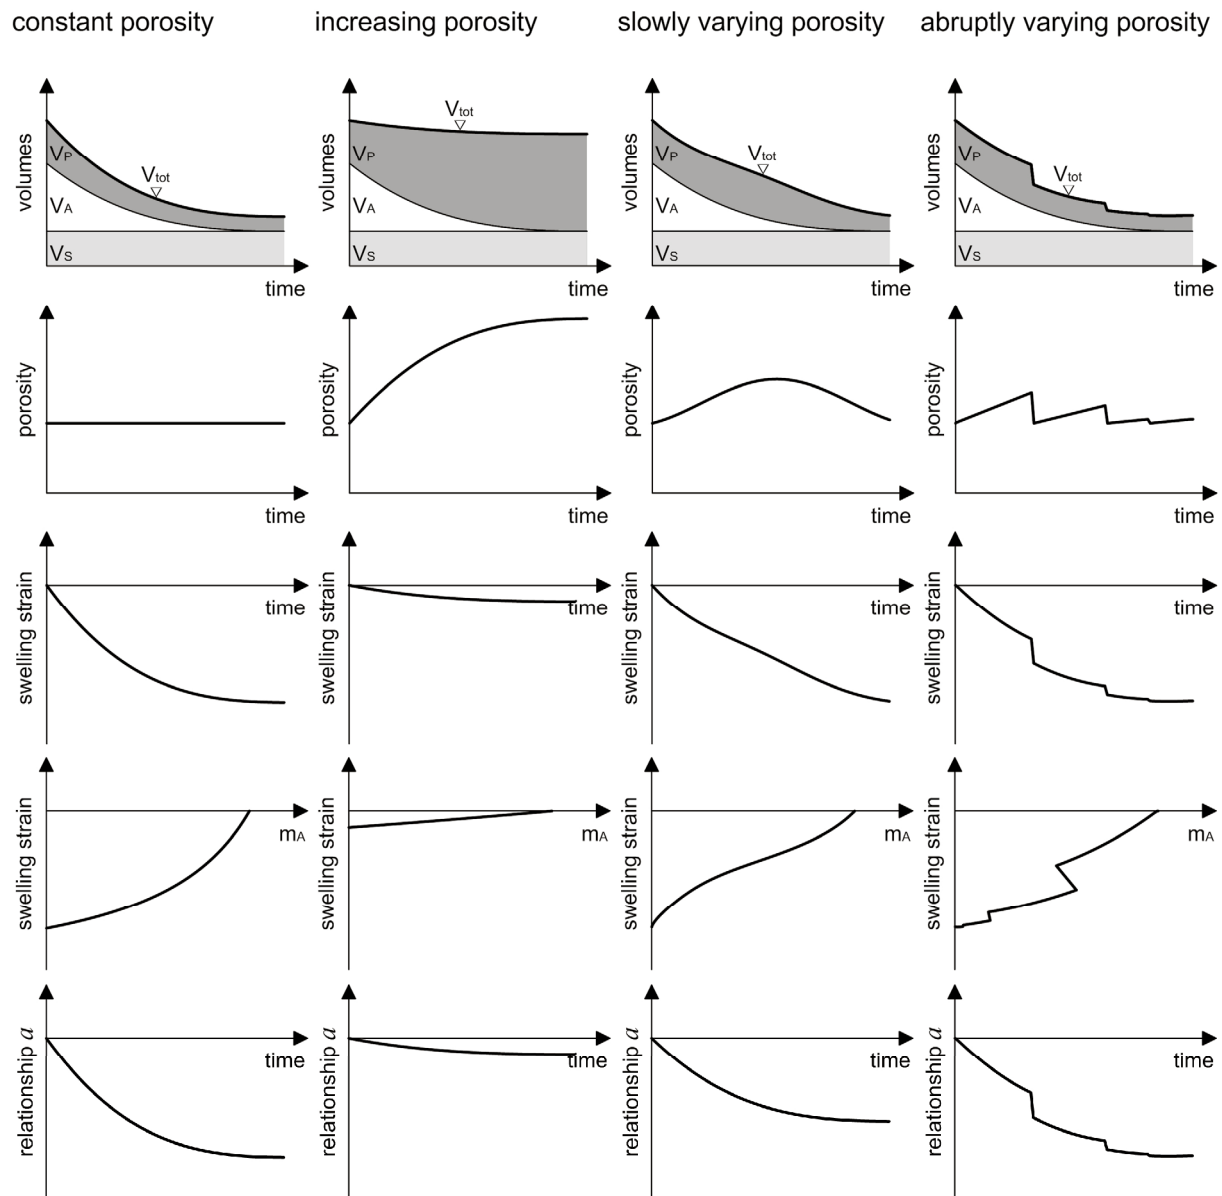 constant porosity increasing porosity slowly varying porosity abruptly varying porosity
volumes VP VA VS Vtot time
volumes VP VA VS Vtot time
volumes VP VA VS Vtot time
volumes VP VA VS Vtot time
porosity time
porosity time
porosity time
porosity time
swelling strain time
swelling strain time
swelling strain time
swelling strain time
swelling strain mA
swelling strain mA
swelling strain mA
swelling strain mA
relationship a time
relationship a time
relationship a time
relationship a time